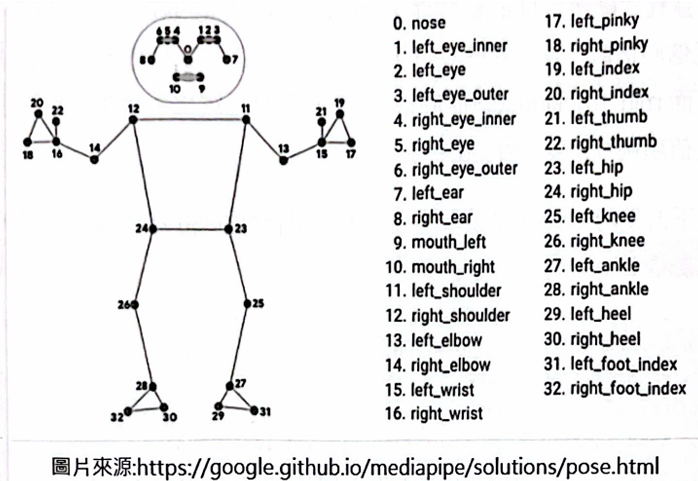 6 5 4 1 2 3
8 0 7
10 9
20 22 12 11 21 19
18 16 14 13 15 17
24 23
26 25
28 27
32 30 29 31
0. nose
1. left_eye_inner
2. left_eye
3. left_eye_outer
4. right_eye_inner
5. right_eye
6. right_eye_outer
7. left_ear
8. right_ear
9. mouth_left
10. mouth_right
11. left_shoulder
12. right_shoulder
13. left_elbow
14. right_elbow
15. left_wrist
16. right_wrist
17. left_pinky
18. right_pinky
19. left_index
20. right_index
21. left_thumb
22. right_thumb
23. left_hip
24. right_hip
25. left_knee
26. right_knee
27. left_ankle
28. right_ankle
29. left_heel
30. right_heel
31. left_foot_index
32. right_foot_index
圖片來源:https://google.github.io/mediapipe/solutions/pose.html